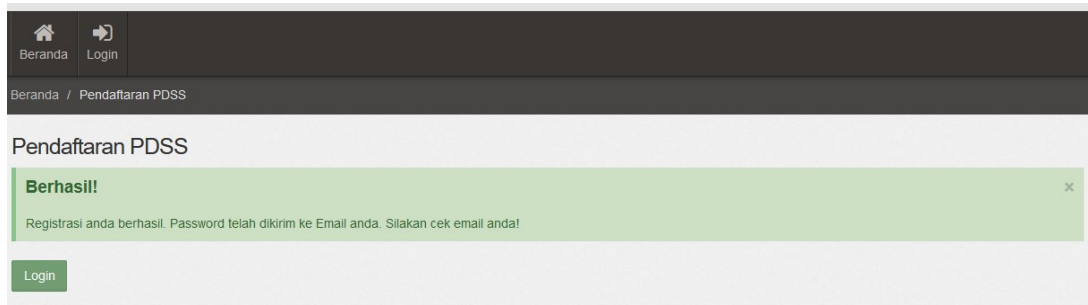 Beranda
Login
Beranda / Pendaftaran PDSS
Pendaftaran PDSS
Berhasil!
×
Registrasi anda berhasil. Password telah dikirim ke Email anda. Silakan cek email anda!
Login